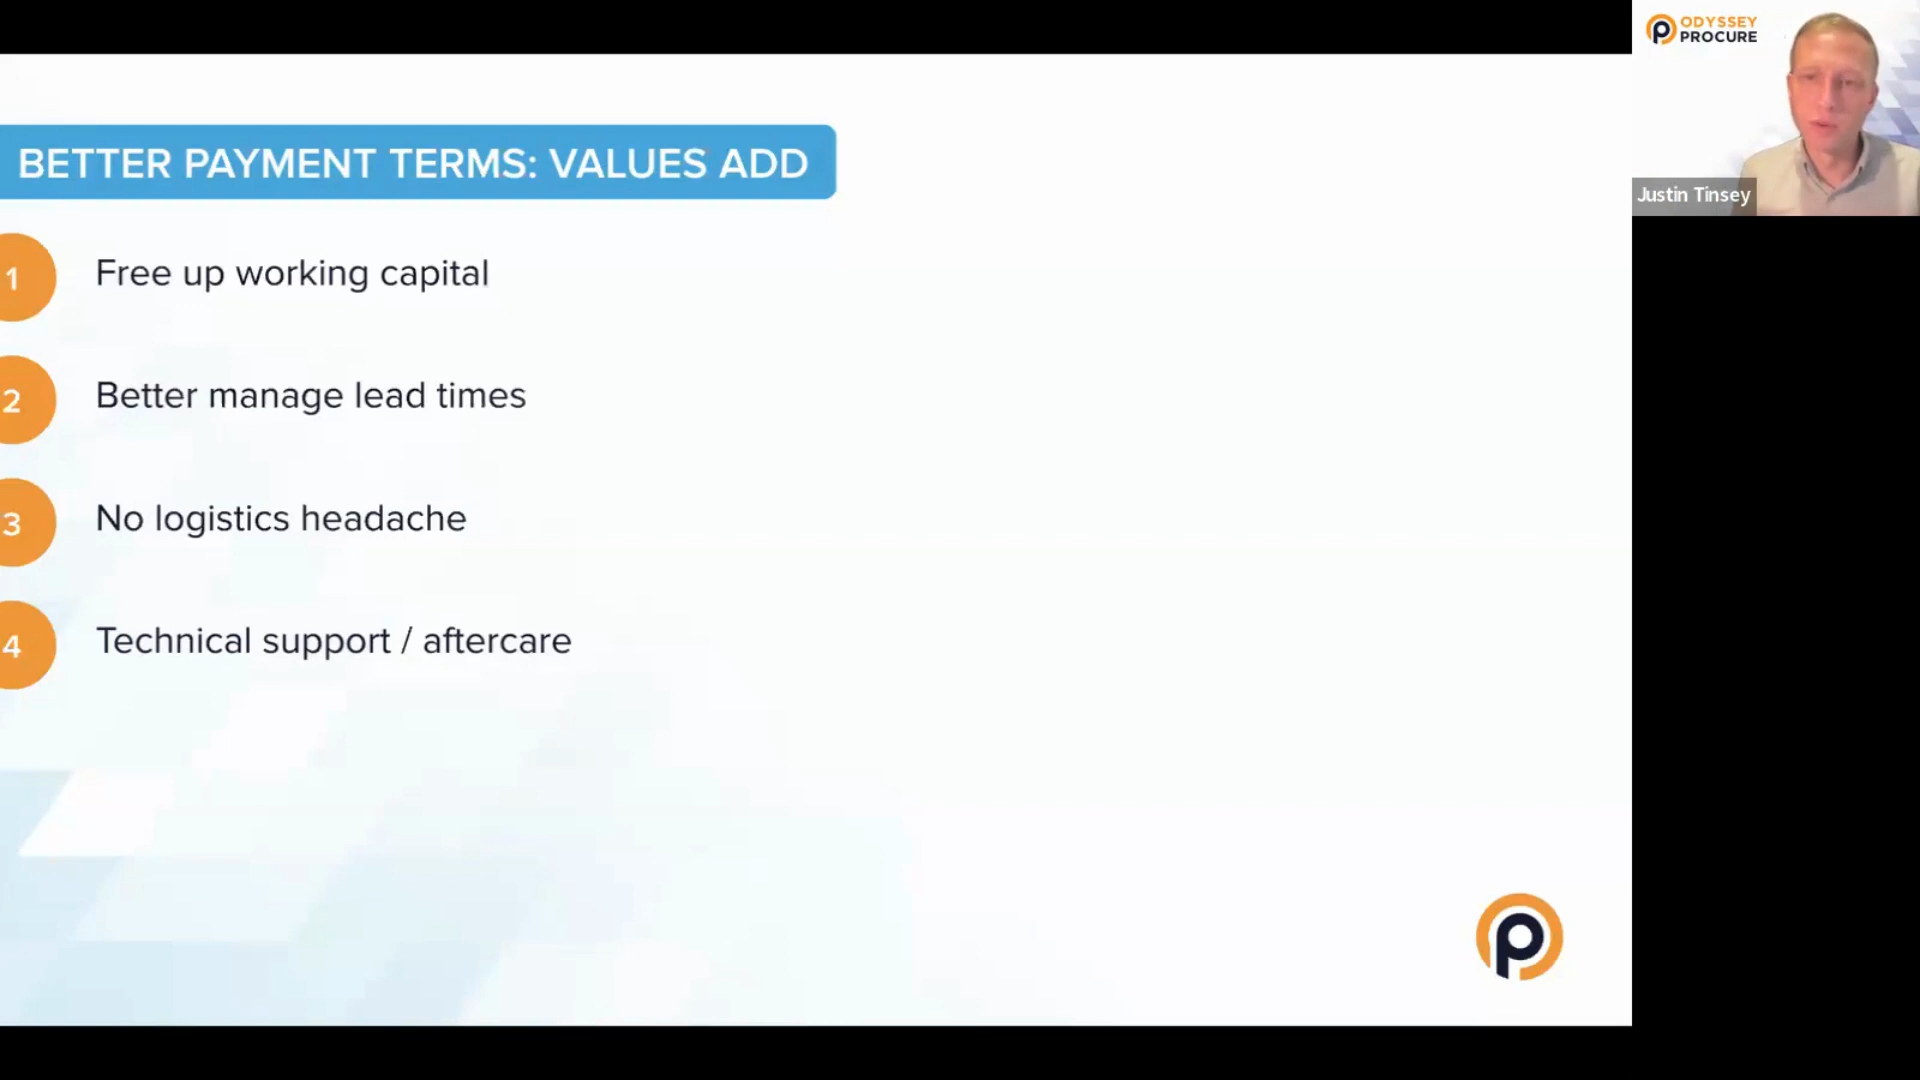 BETTER PAYMENT TERMS: VALUES ADD
1 Free up working capital
2 Better manage lead times
3 No logistics headache
4 Technical support / aftercare
ODYSSEY
PROCURE
Justin Tinsey